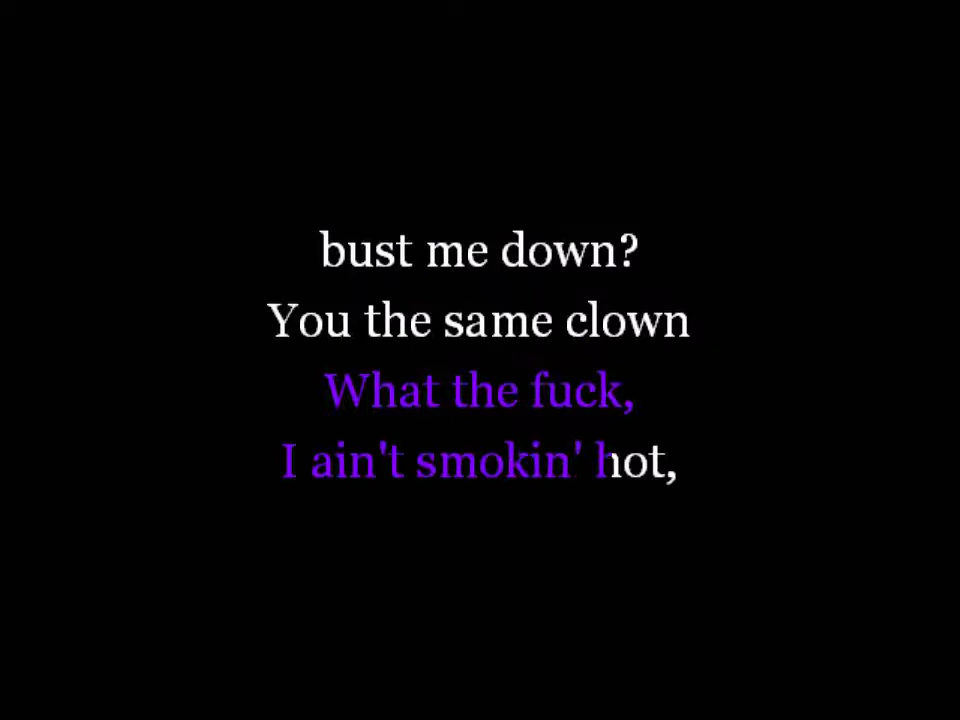 bust me down?
You the same clown
What the fuck,
I ain't smokin' hot,